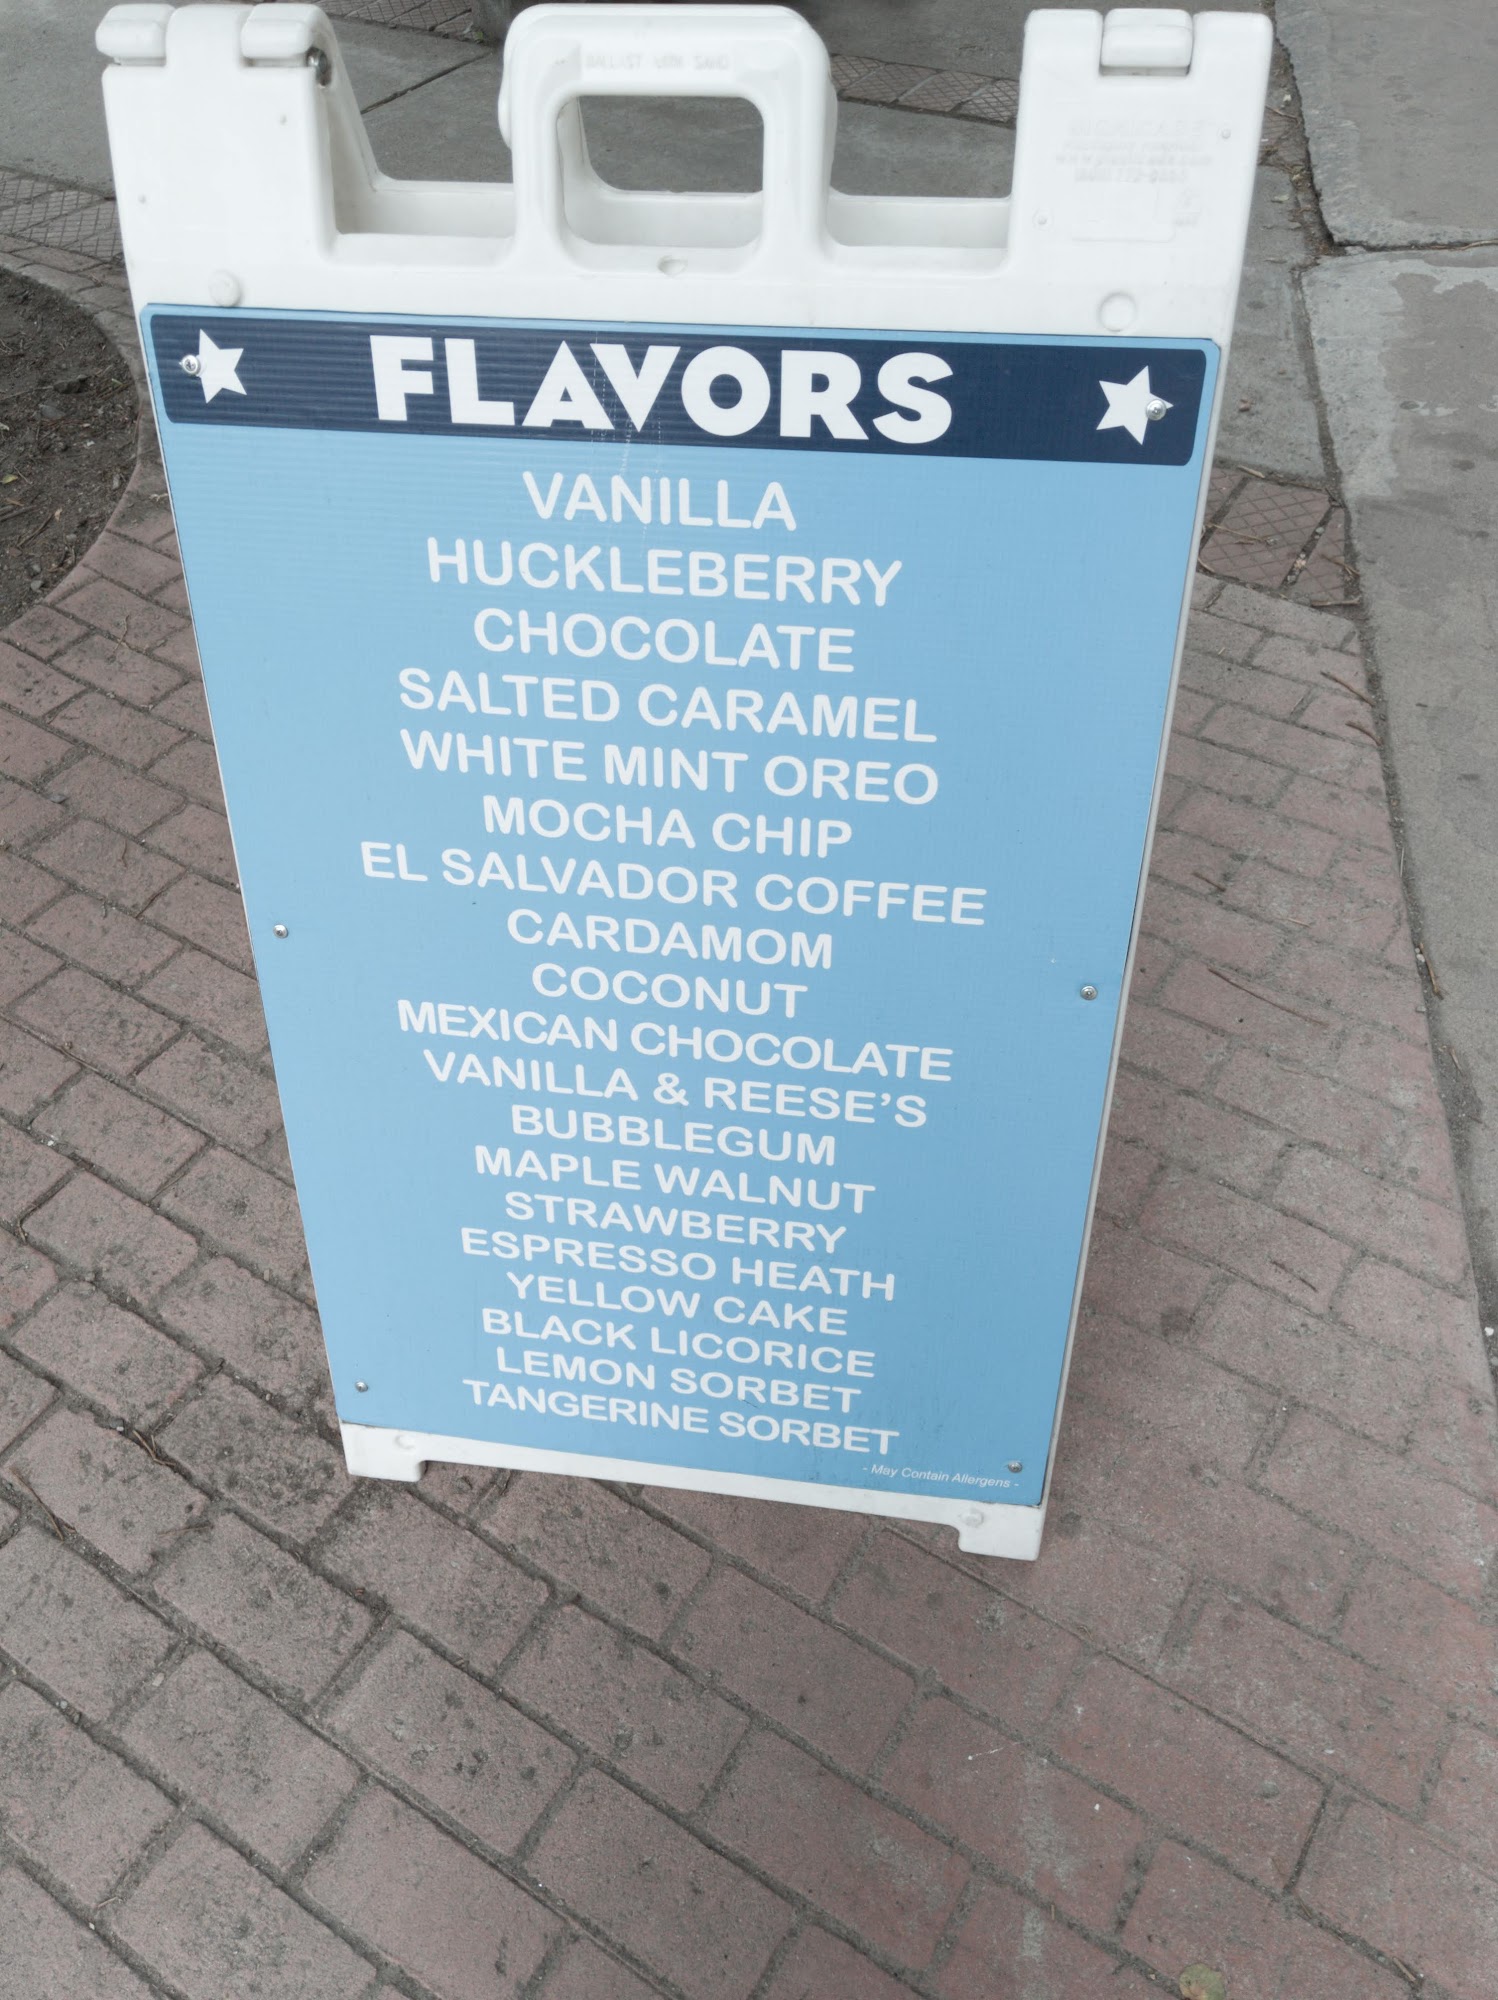 FLAVORS
VANILLA
HUCKLEBERRY
CHOCOLATE
SALTED CARAMEL
WHITE MINT OREO
MOCHA CHIP
EL SALVADOR COFFEE
CARDAMOM
COCONUT
MEXICAN CHOCOLATE
VANILLA & REESE'S
BUBBLEGUM
MAPLE WALNUT
STRAWBERRY
ESPRESSO HEATH
YELLOW CAKE
BLACK LICORICE
LEMON SORBET
TANGERINE SORBET
- May Contain Allergens -